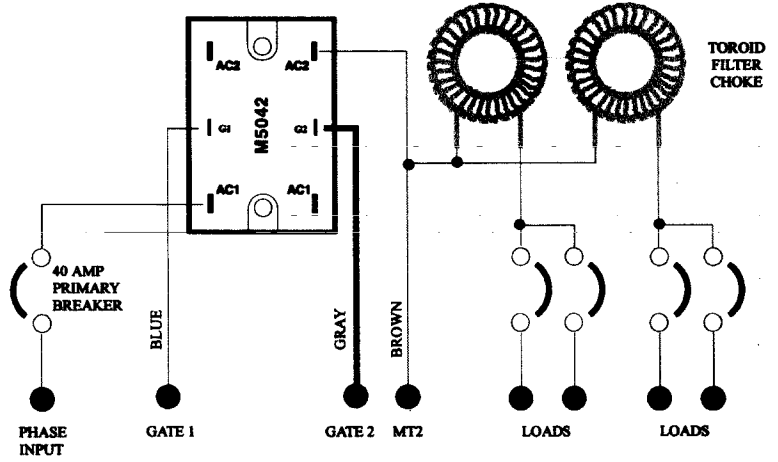 AC2
AC2
TOROID
FILTER
CHOKE
G1
M5042
G2
AC1
AC1
40 AMP
PRIMARY
BREAKER
BLUE
GRAY
BROWN
PHASE
INPUT
GATE 1
GATE 2
MT2
LOADS
LOADS